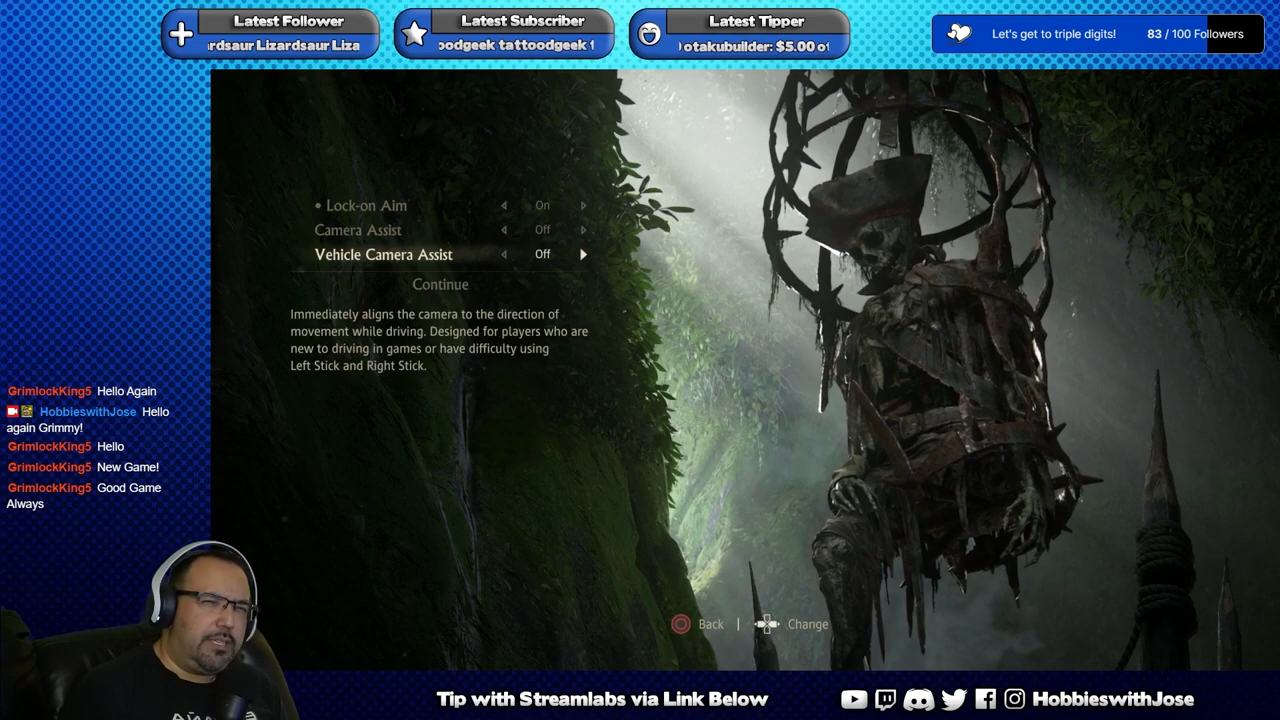 Latest Follower
Lizardsaur Liza
Latest Subscriber
tattoodgeek
Latest Tipper
otakubuilder: $5.00
Let's get to triple digits! 83 / 100 Followers
• Lock-on Aim On
Camera Assist Off
Vehicle Camera Assist Off
Continue
Immediately aligns the camera to the direction of
movement while driving. Designed for players who are
new to driving in games or have difficulty using
Left Stick and Right Stick.
GrimlockKing5 Hello Again
HobbieswithJose Hello
again Grimmy!
GrimlockKing5 Hello
GrimlockKing5 New Game!
GrimlockKing5 Good Game
Always
Back | Change
Tip with Streamlabs via Link Below
HobbieswithJose